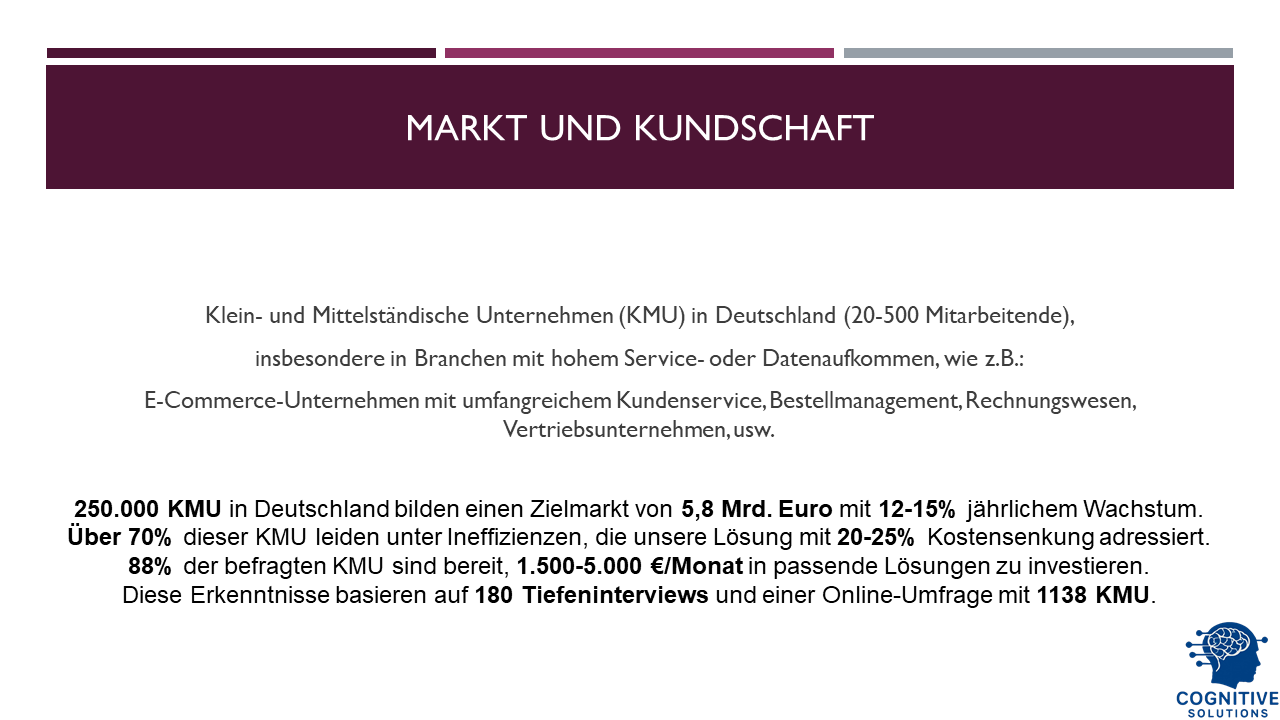 MARKT UND KUNDSCHAFT
Klein- und Mittelständische Unternehmen (KMU) in Deutschland (20-500 Mitarbeitende),
insbesondere in Branchen mit hohem Service- oder Datenaufkommen, wie z.B.:
E-Commerce-Unternehmen mit umfangreichem Kundenservice, Bestellmanagement, Rechnungswesen,
Vertriebsunternehmen, usw.
250.000 KMU in Deutschland bilden einen Zielmarkt von 5,8 Mrd. Euro mit 12-15% jährlichem Wachstum.
Über 70% dieser KMU leiden unter Ineffizienzen, die unsere Lösung mit 20-25% Kostensenkung adressiert.
88% der befragten KMU sind bereit, 1.500-5.000 €/Monat in passende Lösungen zu investieren.
Diese Erkenntnisse basieren auf 180 Tiefeninterviews und einer Online-Umfrage mit 1138 KMU.
COGNITIVE
SOLUTIONS